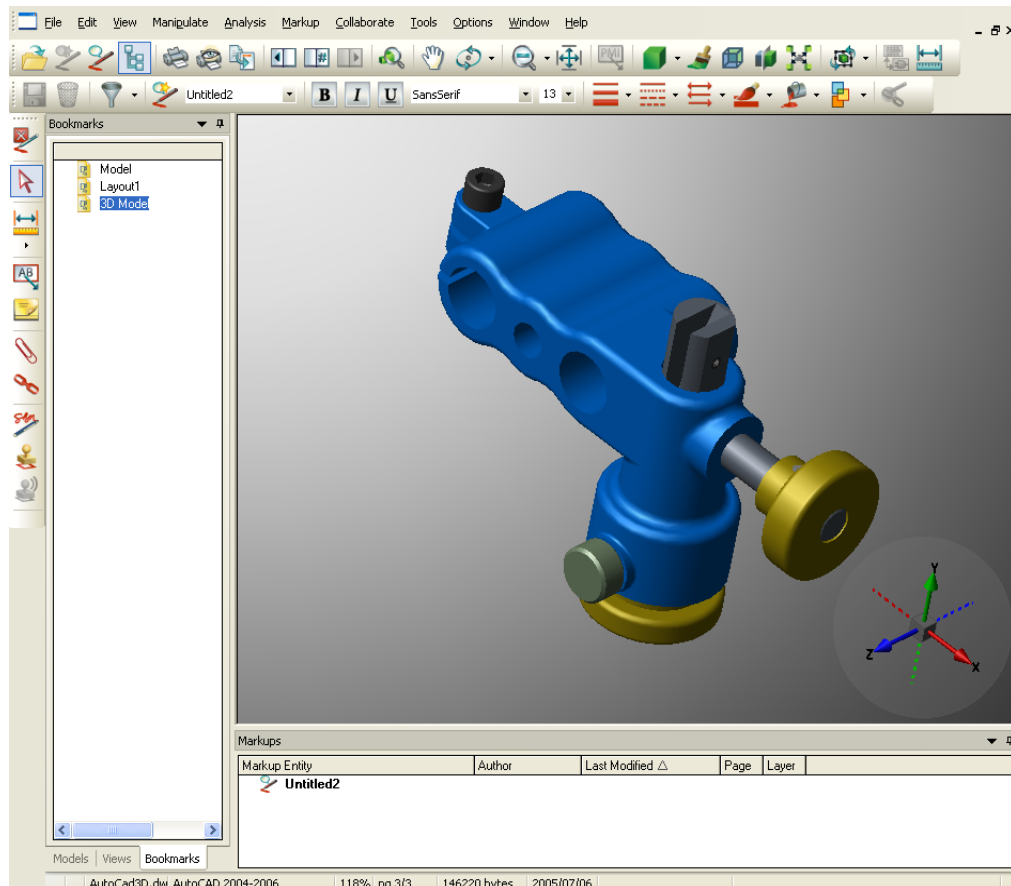 File Edit View Manipulate Analysis Markup Collaborate Tools Options Window Help
PMI
Untitled2 B I U SansSerif 13
Bookmarks
Model
Layout1
3D Model
AB
Y
Z X
Markups
Markup Entity Author Last Modified Page Layer
Untitled2
Models Views Bookmarks
AutoCad3D.dw AutoCAD 2004-2006 118% pg 3/3 146220 bytes 2005/07/06